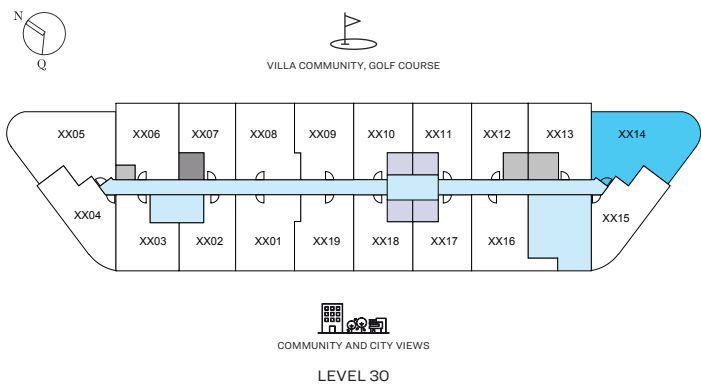 N
Q
VILLA COMMUNITY, GOLF COURSE
XX05 XX06 XX07 XX08 XX09 XX10 XX11 XX12 XX13 XX14
XX04 XX03 XX02 XX01 XX19 XX18 XX17 XX16 XX15
COMMUNITY AND CITY VIEWS
LEVEL 30